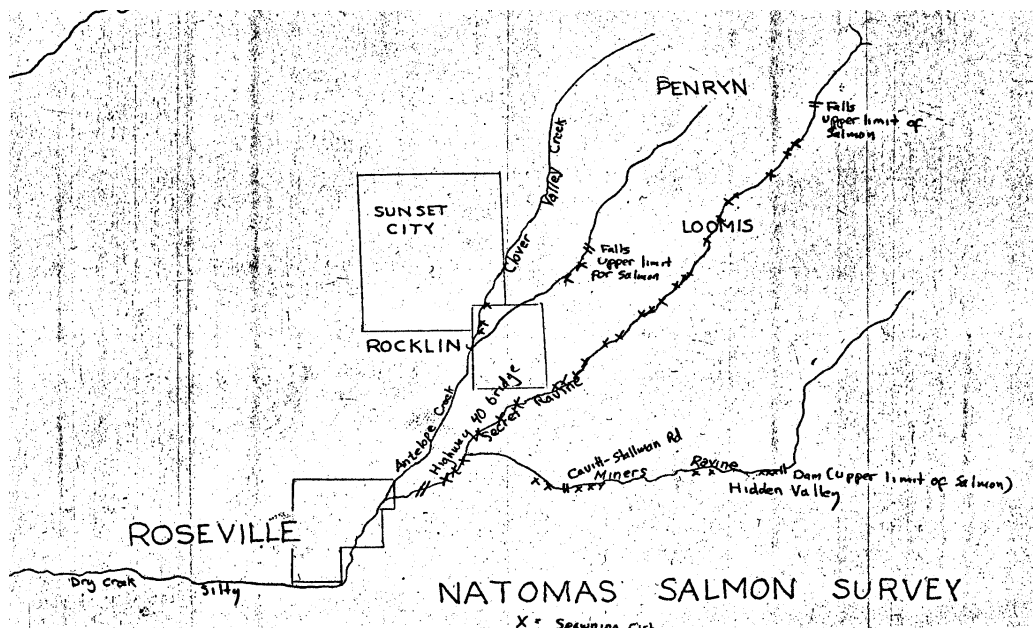 PENRYN
Falls
Upper limit of
Salmon
Clover Valley Creek
SUNSET
CITY
LOOMIS
Falls
Upper limit
for Salmon
ROCKLIN
Antelope Creek
Highway 40 bridge
Secret Ravine
Cavitt-Stallman Rd
Miners Ravine
Dam (Upper limit of Salmon)
Hidden Valley
ROSEVILLE
Dry Creek
Silty
NATOMAS SALMON SURVEY
X = Spawning Fish